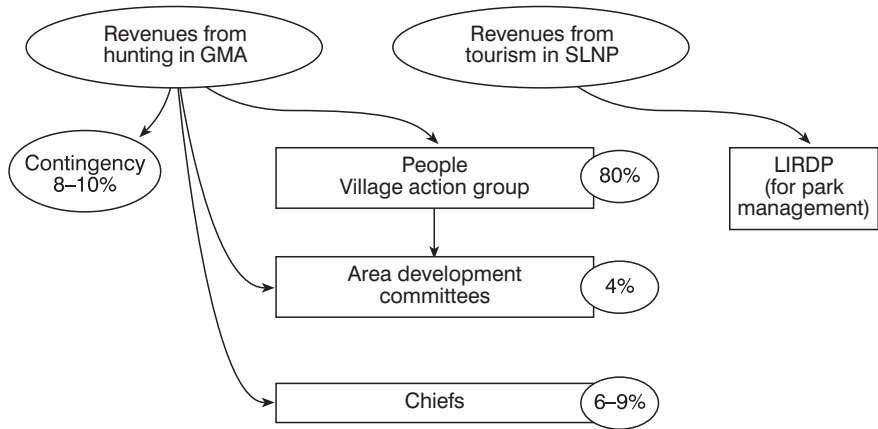 Revenues from
hunting in GMA
Revenues from
tourism in SLNP
Contingency
8–10%
People
Village action group
80%
LIRDP
(for park
management)
Area development
committees
4%
Chiefs
6–9%